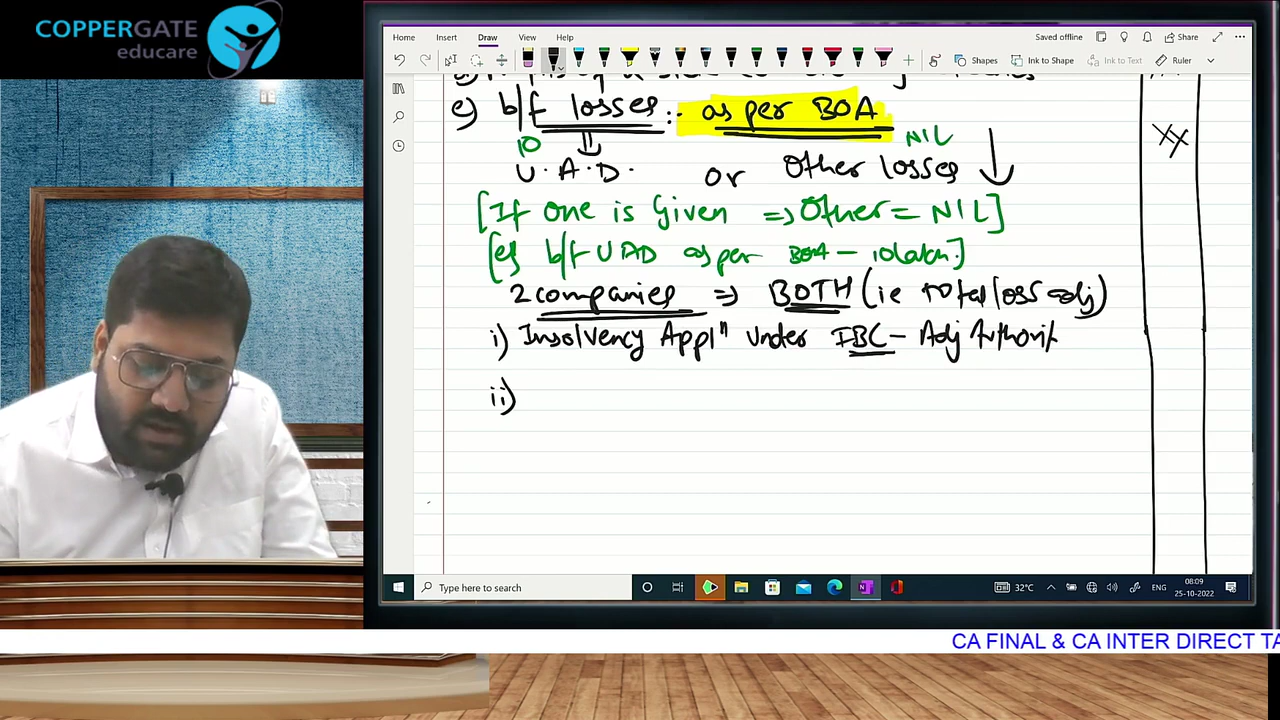 COPPERGATE
educare
Home Insert Draw View Help
Saved offline
Share
Shapes
Ink to Shape
Ink to Text
Ruler
e) b/f losses :- as per BOA
XX
10
NIL
U.A.D. or Other losses
[If one is Given => Other = NIL]
[eg b/f UAD as per BOA - 10 lakh.]
2 companies => BOTH (ie total loss adj)
i) Insolvency Appl" under IBC - Adj Authorit
ii)
Type here to search
32°C
ENG
08:09
25-10-2022
CA FINAL & CA INTER DIRECT TA